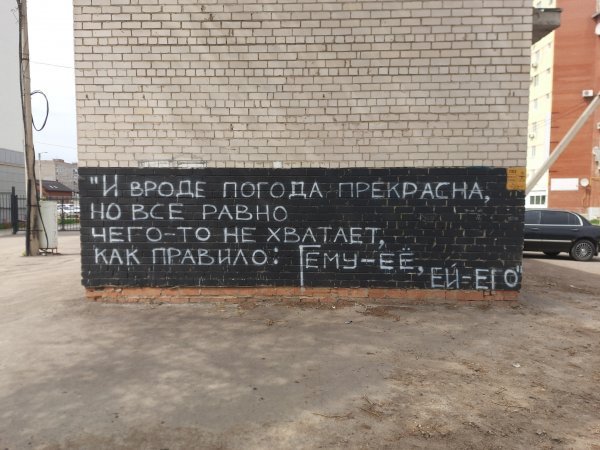 "И ВРОДЕ ПОГОДА ПРЕКРАСНА,
НО ВСЕ РАВНО
ЧЕГО-ТО НЕ ХВАТАЕТ,
КАК ПРАВИЛО: ЕМУ-ЕЁ,
ЕЙ-ЕГО"